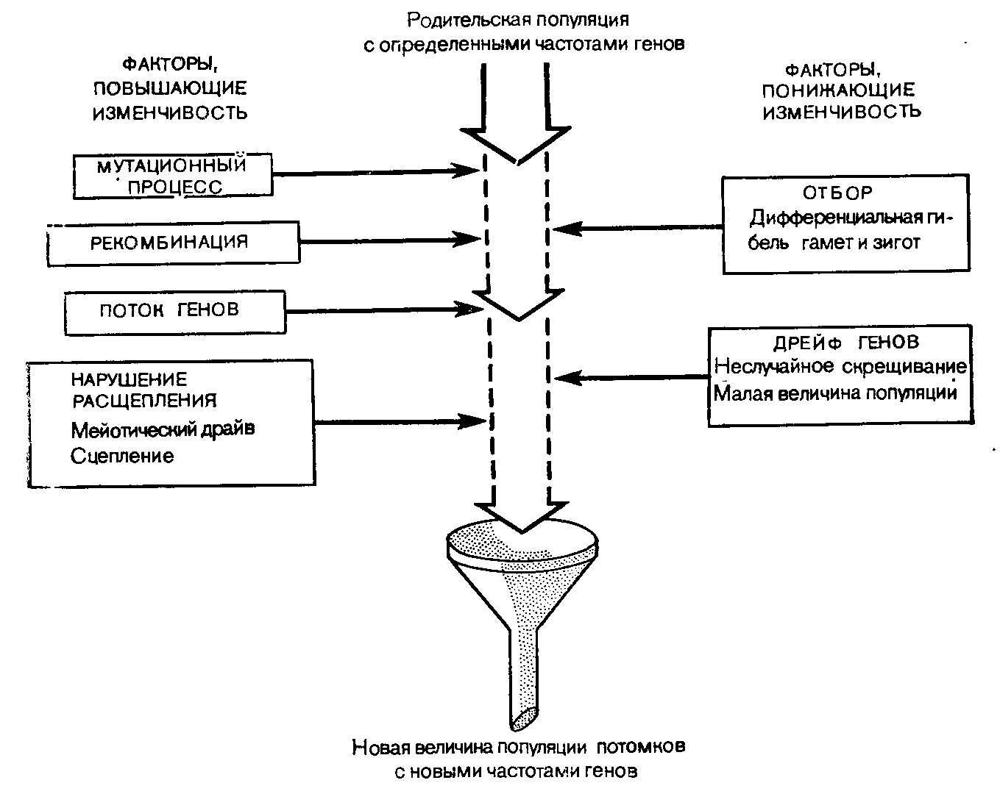 Родительская популяция
с определенными частотами генов
ФАКТОРЫ,
ПОВЫШАЮЩИЕ
ИЗМЕНЧИВОСТЬ
ФАКТОРЫ,
ПОНИЖАЮЩИЕ
ИЗМЕНЧИВОСТЬ
МУТАЦИОННЫЙ
ПРОЦЕСС
РЕКОМБИНАЦИЯ
ПОТОК ГЕНОВ
НАРУШЕНИЕ
РАСЩЕПЛЕНИЯ
Мейотический драйв
Сцепление
ОТБОР
Дифференциальная ги-
бель гамет и зигот
ДРЕЙФ ГЕНОВ
Неслучайное скрещивание
Малая величина популяции
Новая величина популяции потомков
с новыми частотами генов